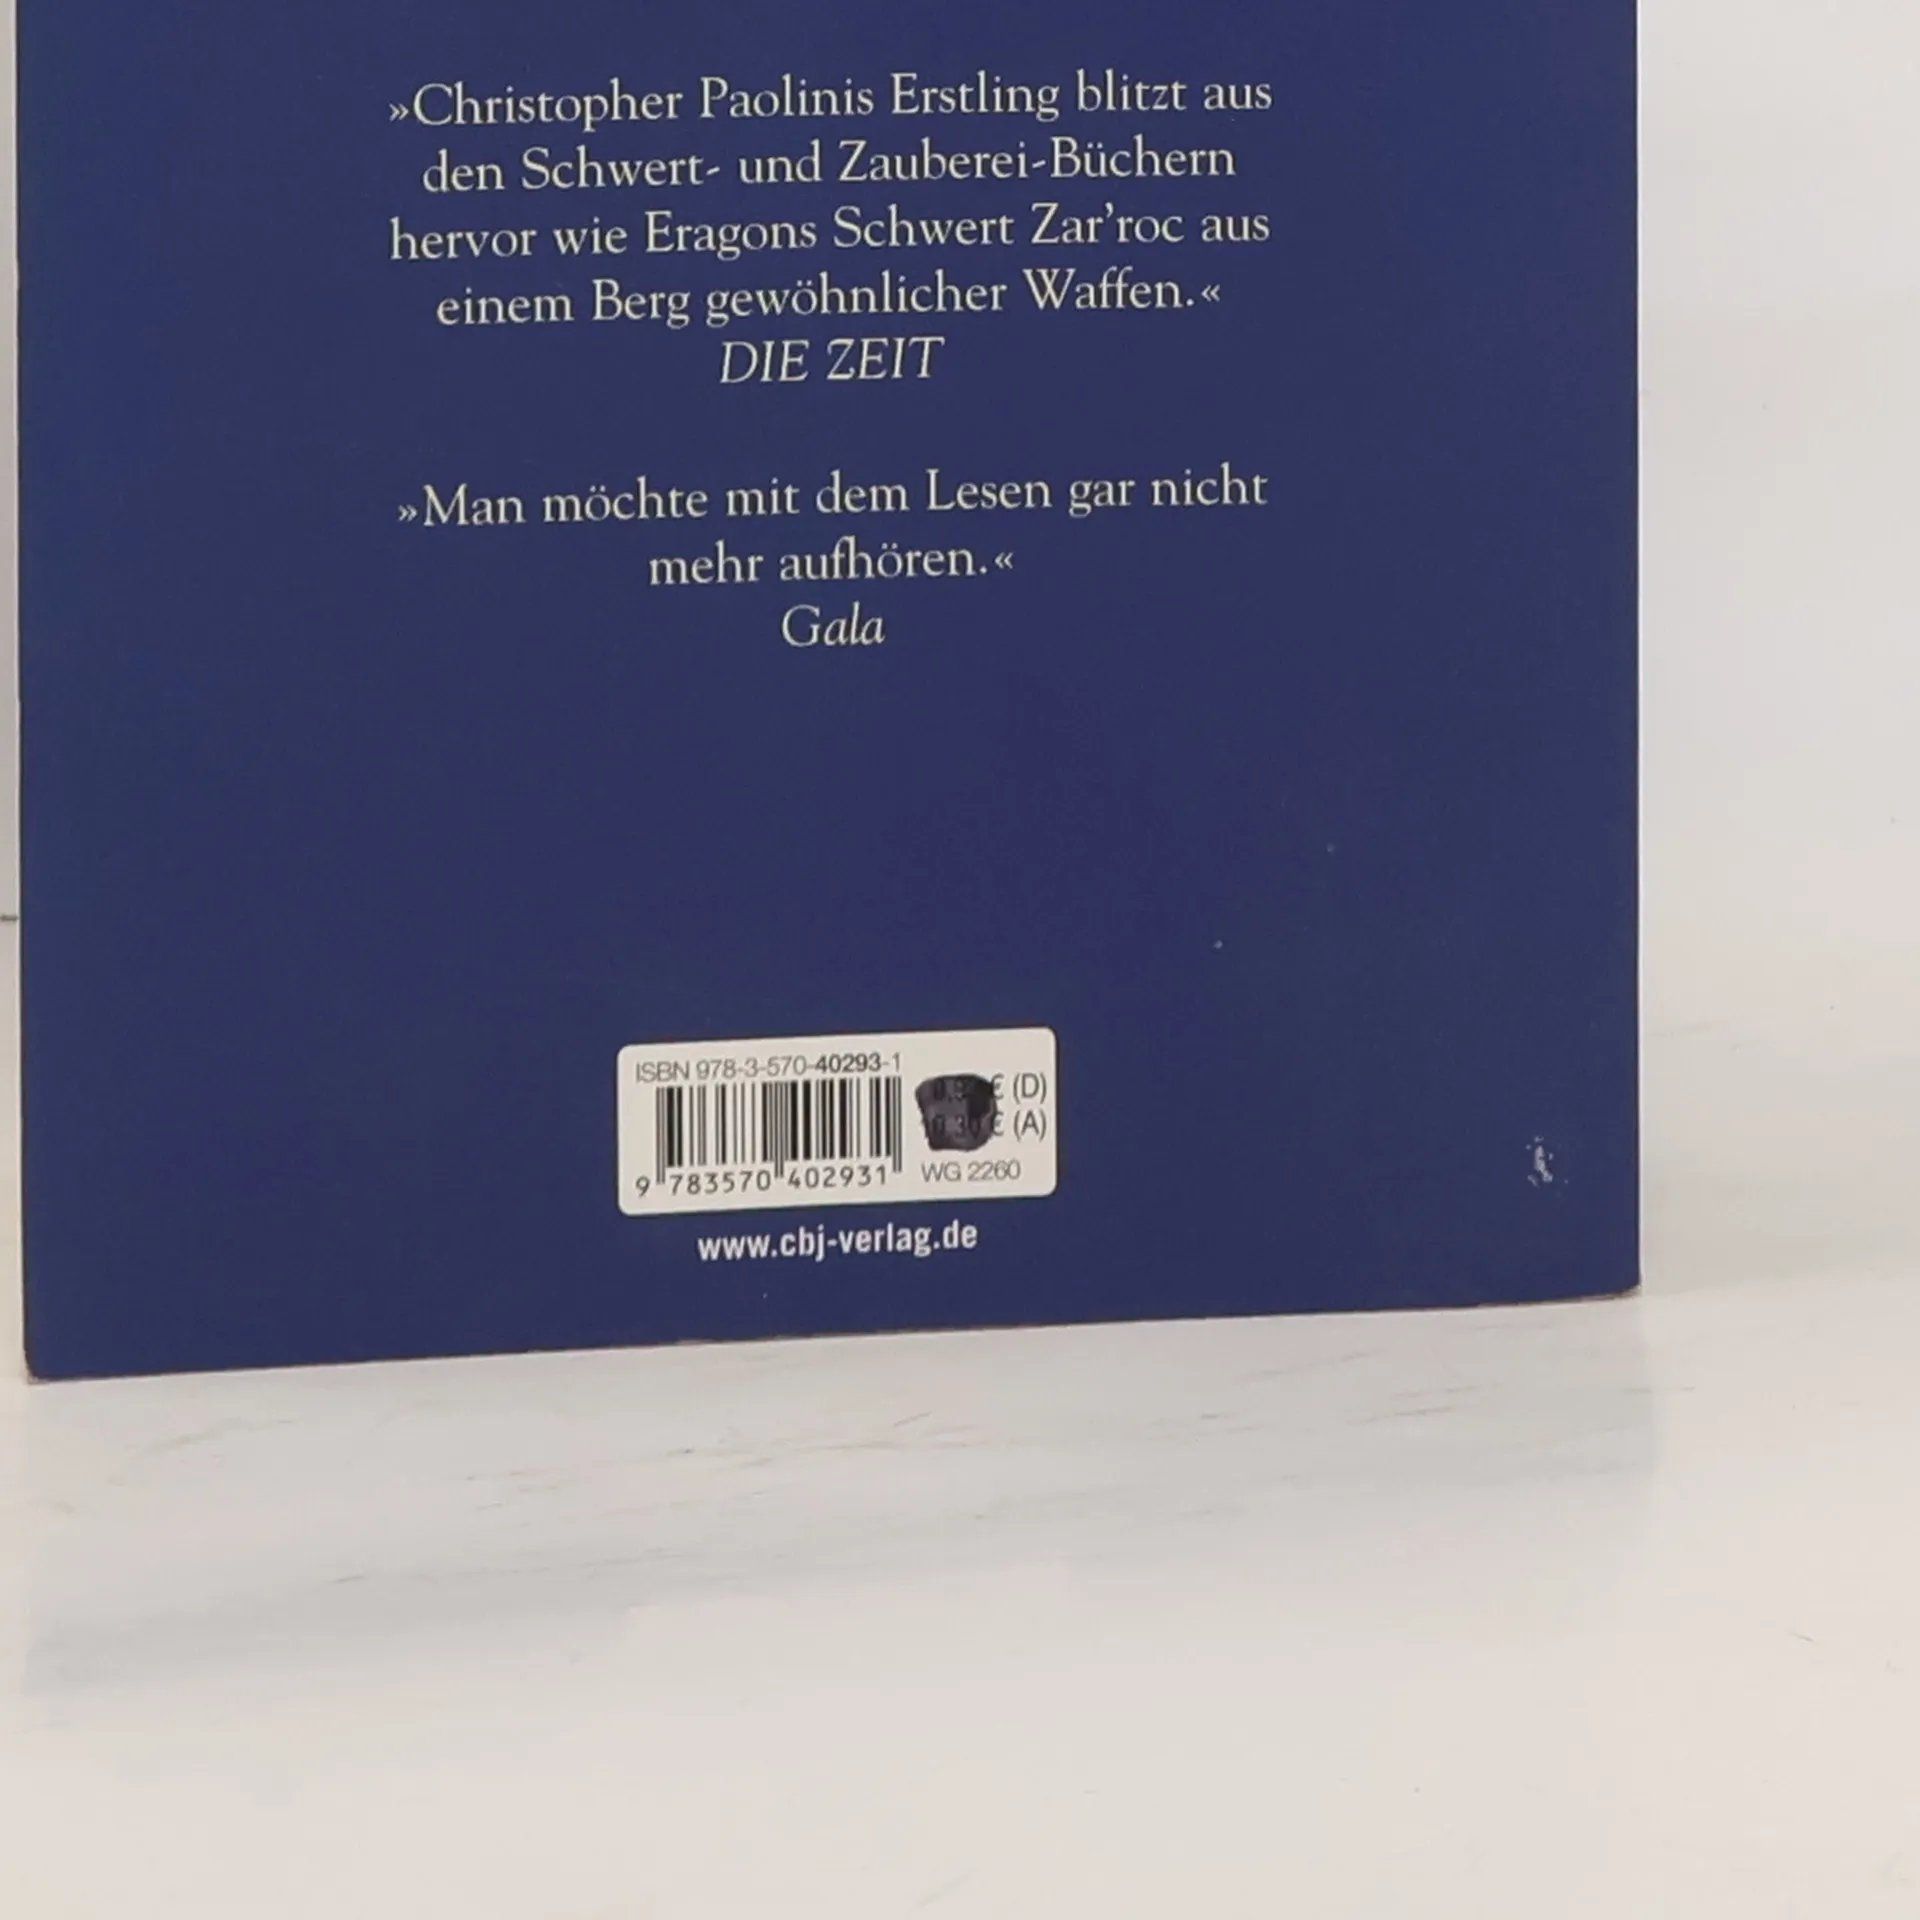 »Christopher Paolinis Erstling blitzt aus
den Schwert- und Zauberei-Büchern
hervor wie Eragons Schwert Zar’roc aus
einem Berg gewöhnlicher Waffen.«
DIE ZEIT
»Man möchte mit dem Lesen gar nicht
mehr aufhören.«
Gala
ISBN 978-3-570-40293-1
€ (D)
€ (A)
9 783570 402931
WG 2260
www.cbj-verlag.de